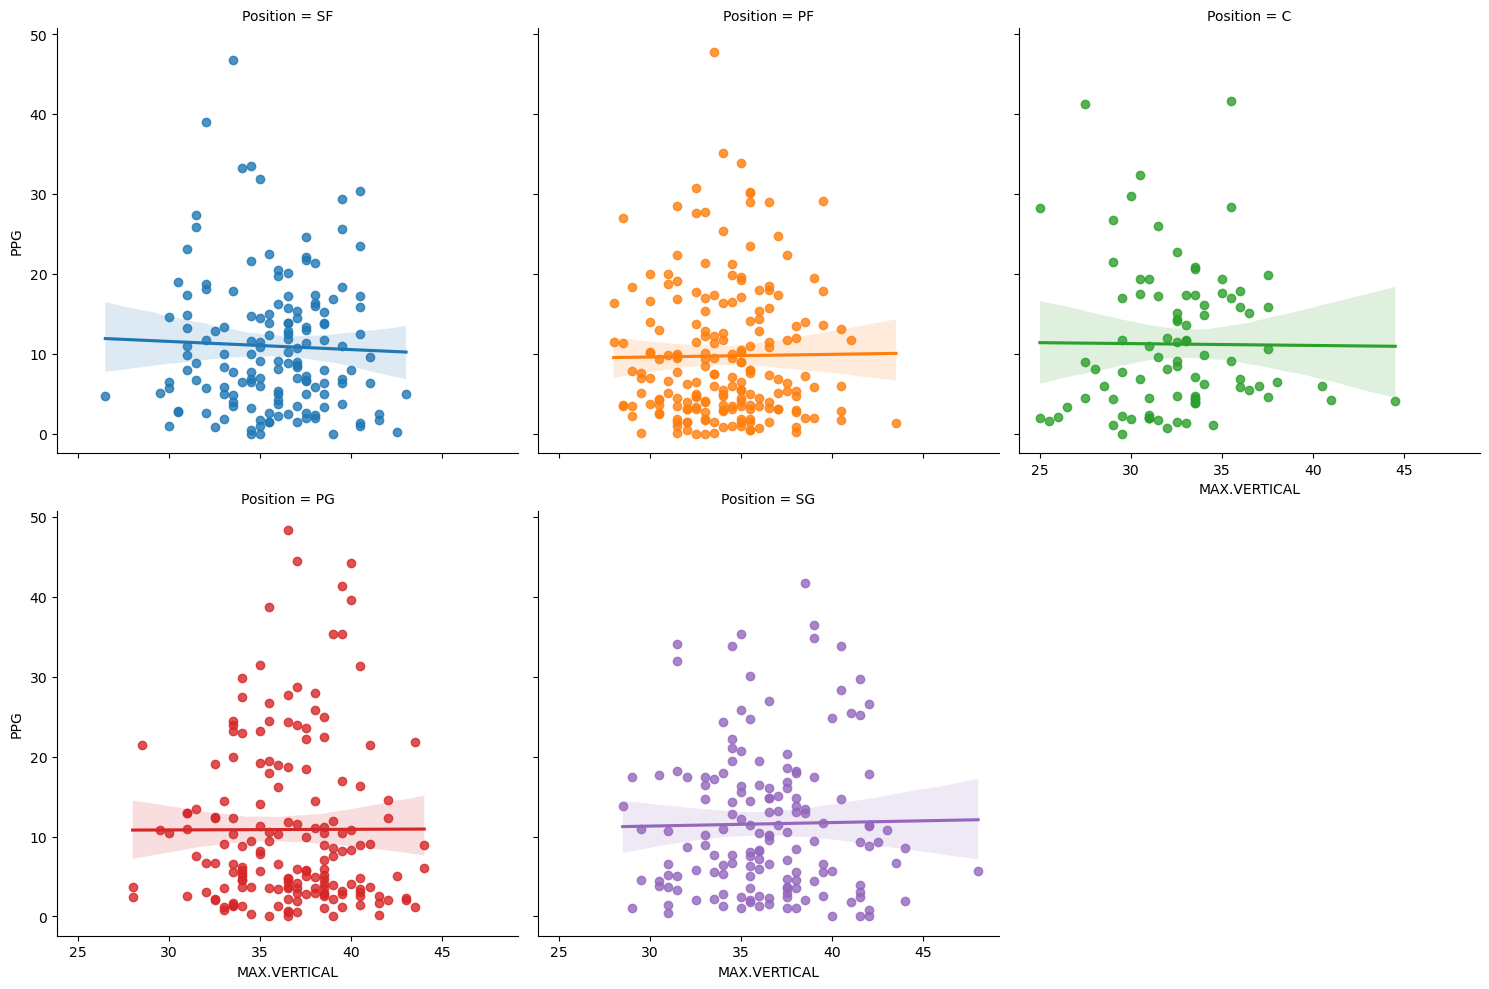 Position = SF
Position = PF
Position = C
PPG
50
40
30
20
10
0
25
30
35
40
45
MAX.VERTICAL
Position = PG
Position = SG
PPG
50
40
30
20
10
0
25
30
35
40
45
MAX.VERTICAL
25
30
35
40
45
MAX.VERTICAL